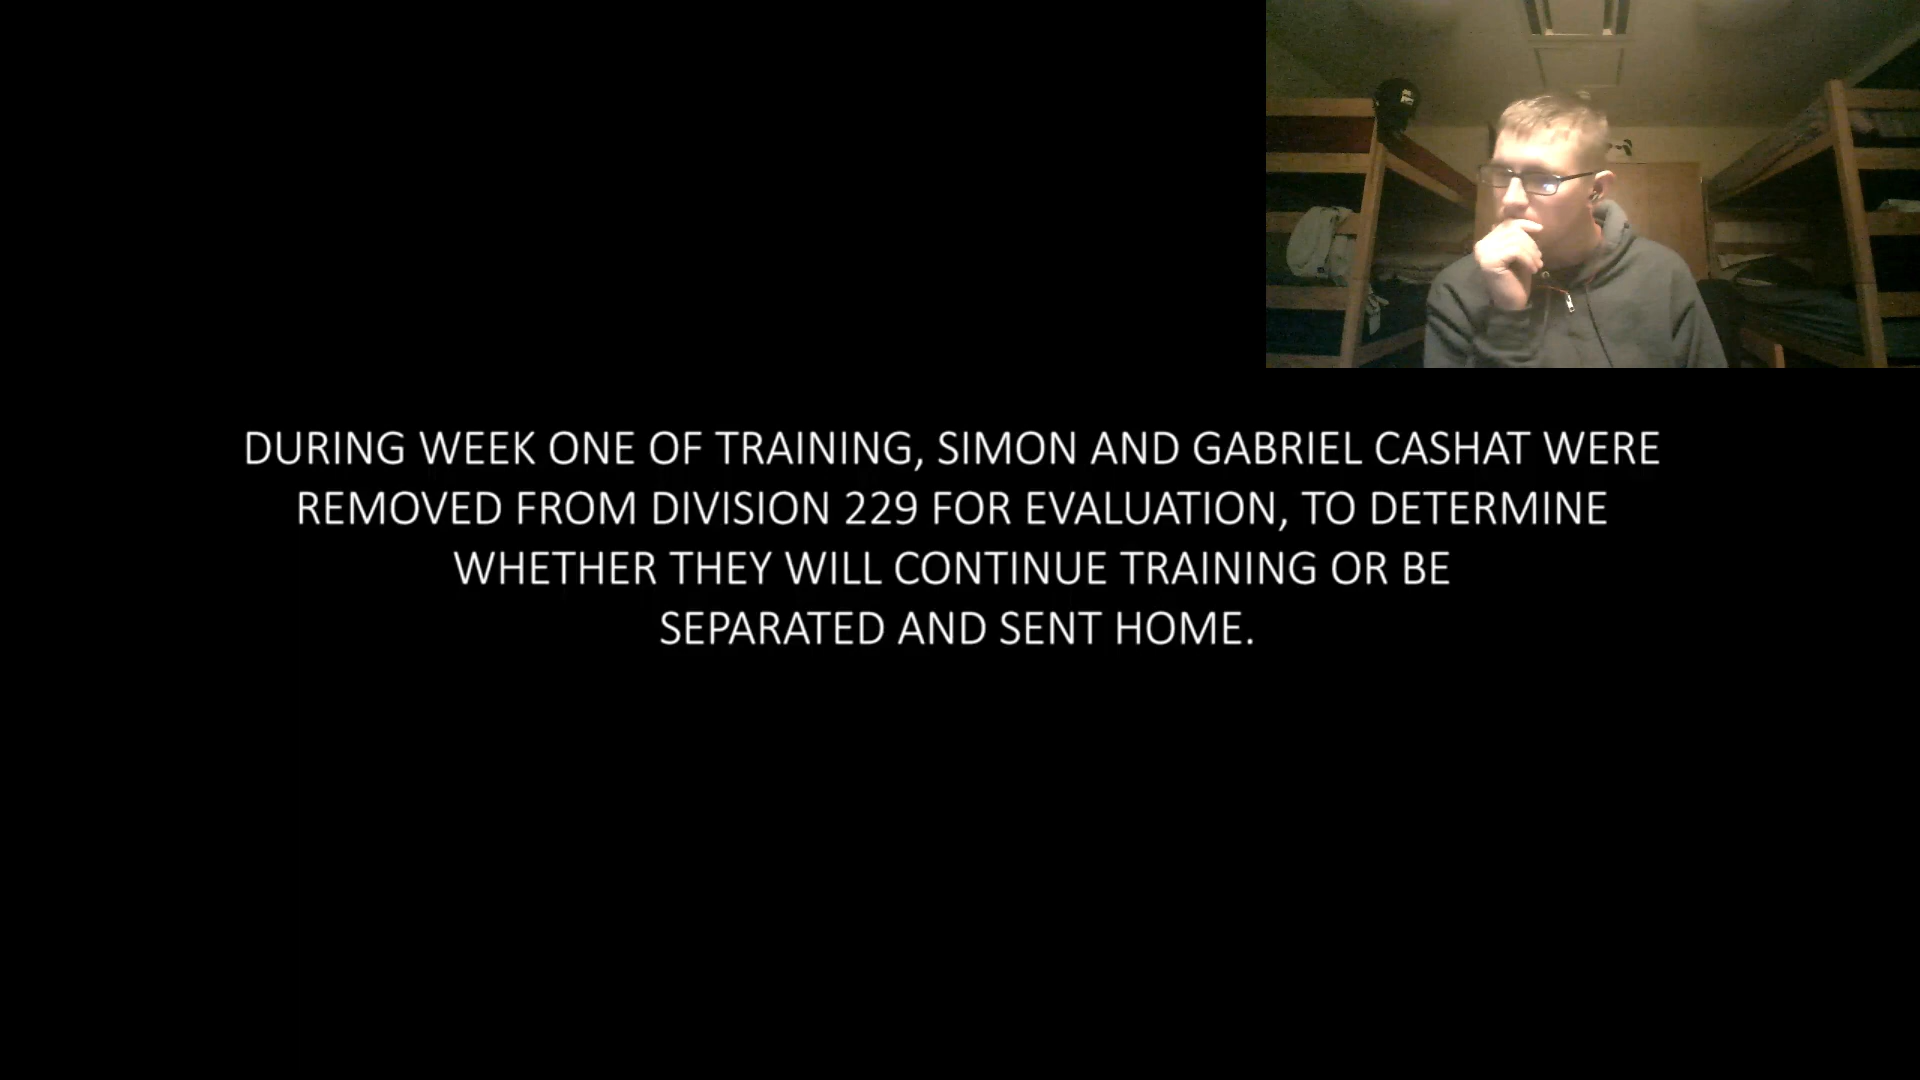 DURING WEEK ONE OF TRAINING, SIMON AND GABRIEL CASHAT WERE
REMOVED FROM DIVISION 229 FOR EVALUATION, TO DETERMINE
WHETHER THEY WILL CONTINUE TRAINING OR BE
SEPARATED AND SENT HOME.